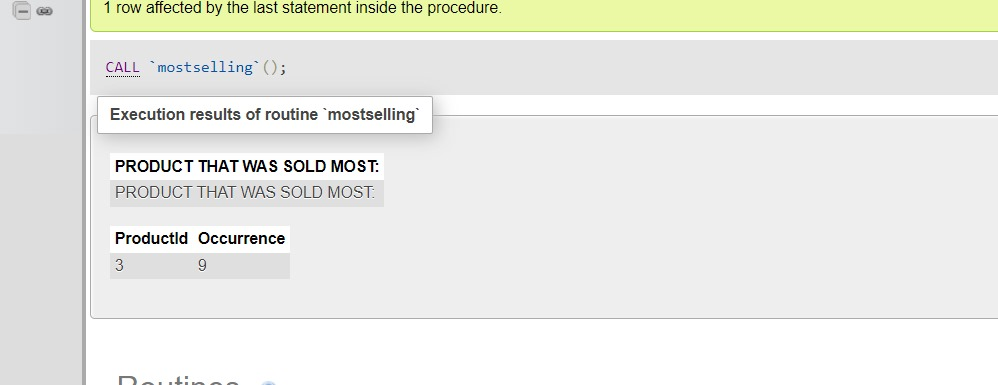 1 row affected by the last statement inside the procedure.
CALL `mostselling`();
Execution results of routine `mostselling`
PRODUCT THAT WAS SOLD MOST:
PRODUCT THAT WAS SOLD MOST:
ProductId Occurrence
3 9
Routines